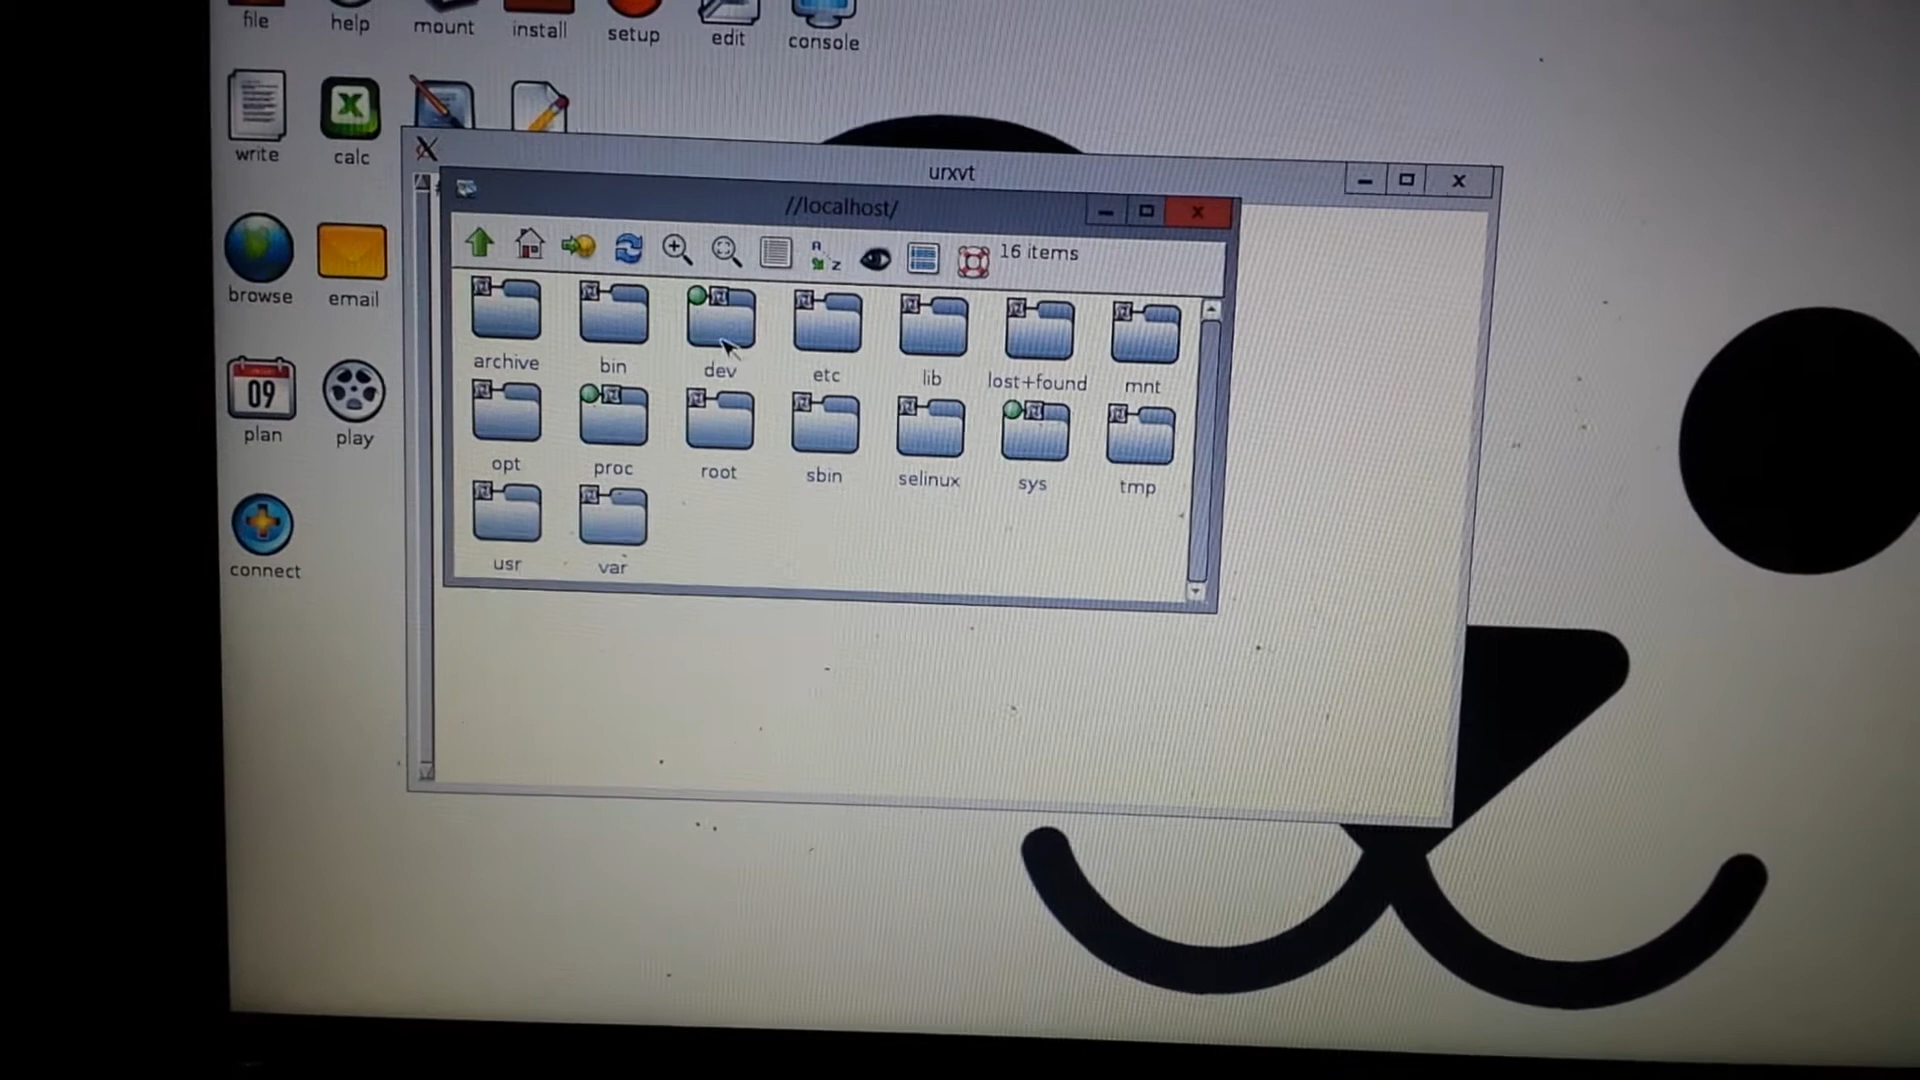 file help mount install setup edit console
write calc
urxvt
//localhost/
16 items
browse email
archive bin dev etc lib lost+found mnt
plan play
09
opt proc root sbin selinux sys tmp
usr var
connect